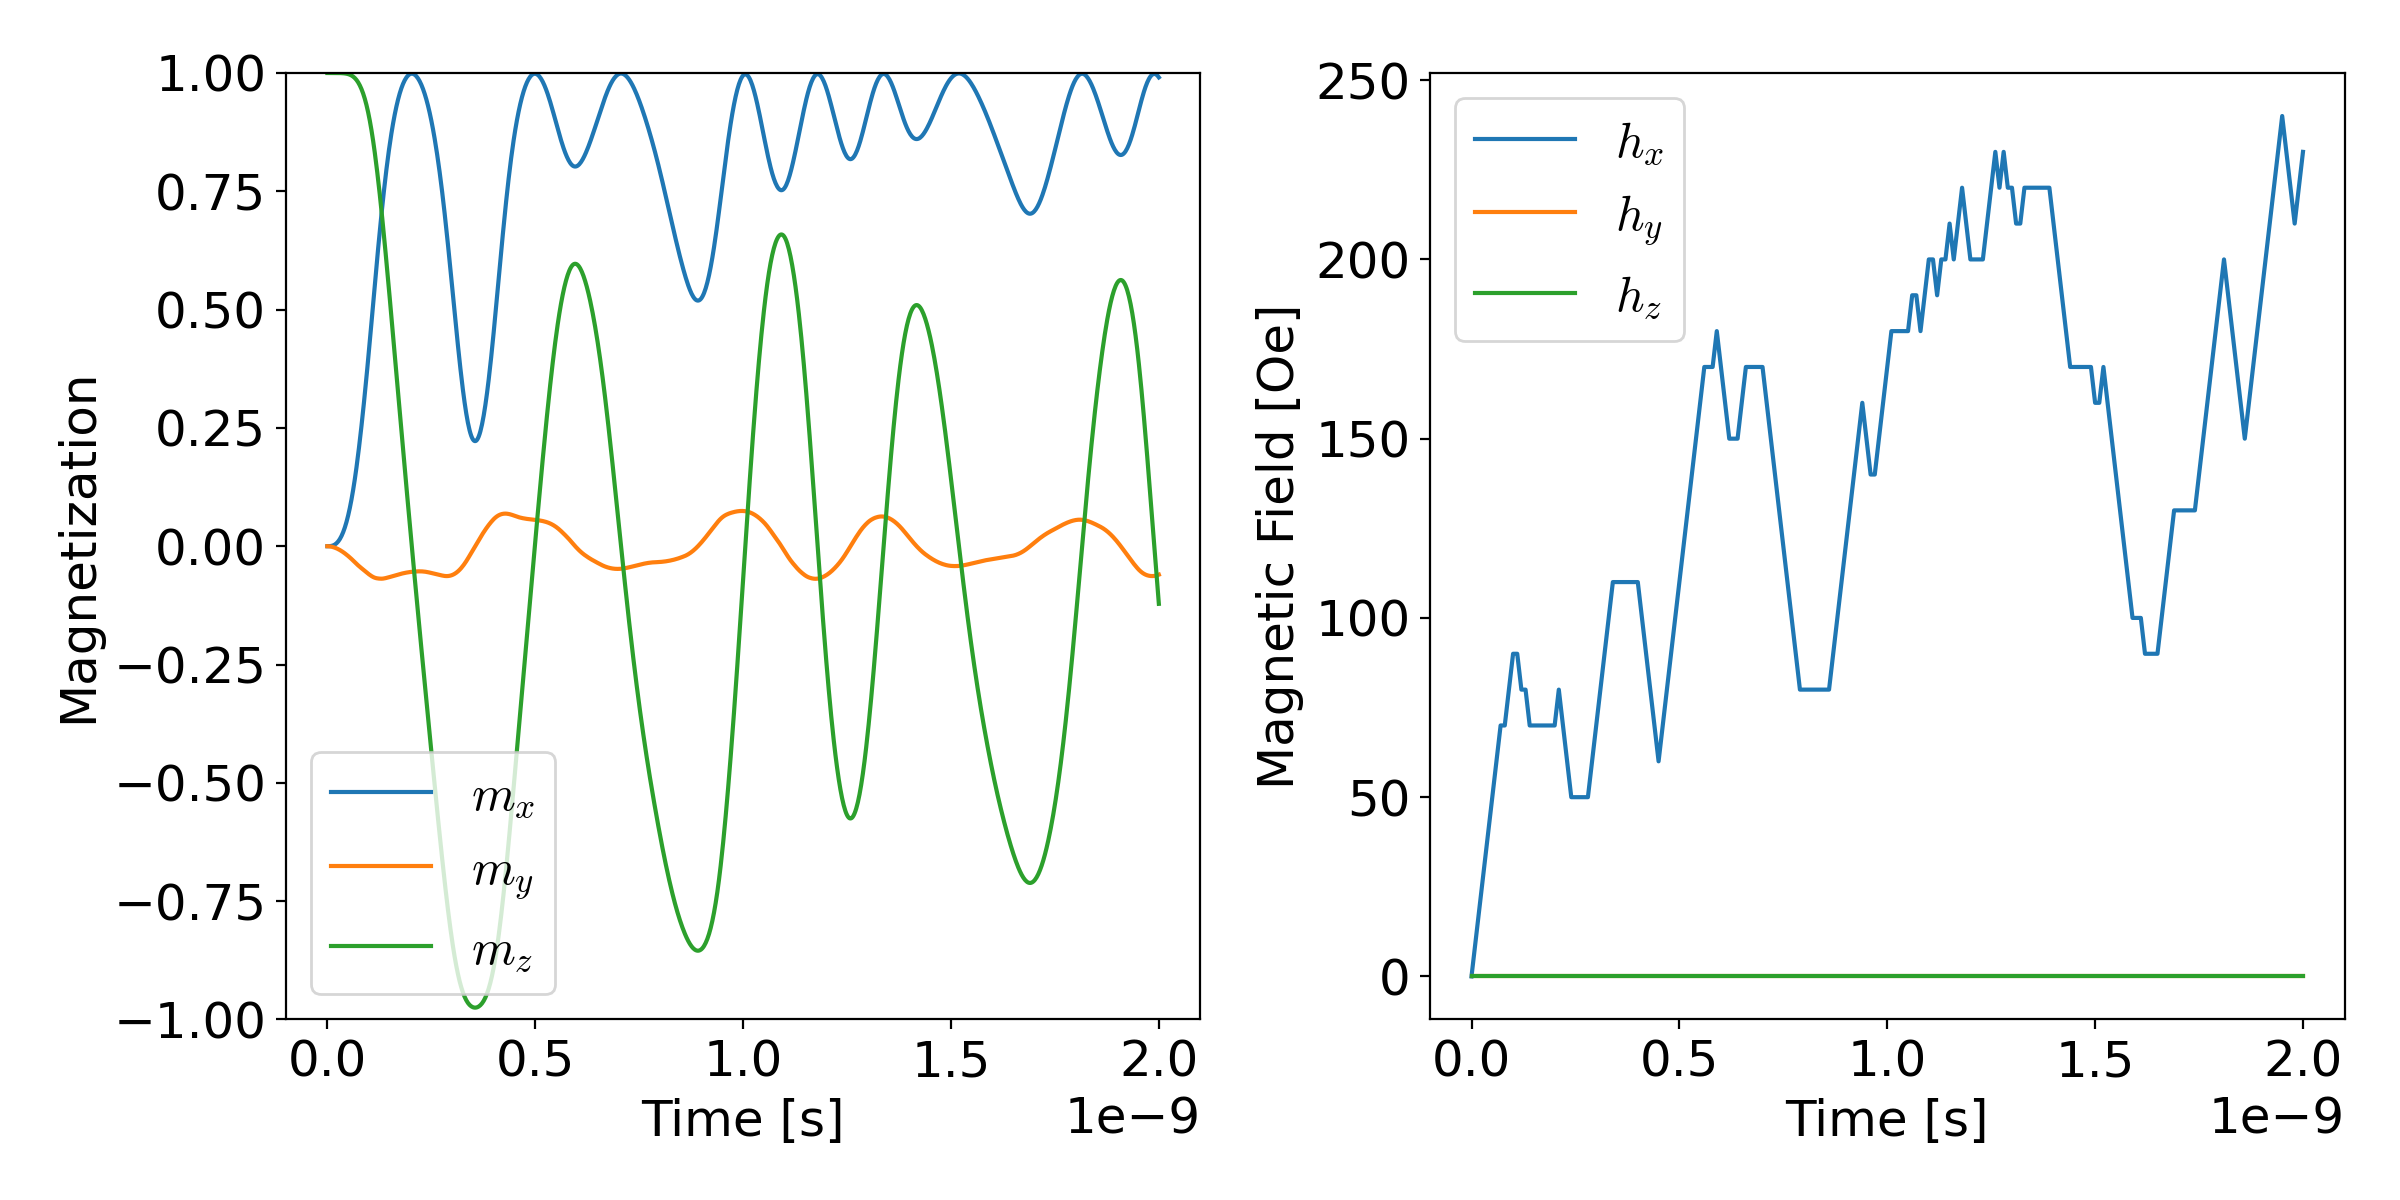 Magnetization
1.00
0.75
0.50
0.25
0.00
−0.25
−0.50
−0.75
−1.00
m_x
m_y
m_z
0.0 0.5 1.0 1.5 2.0
Time [s]
1e−9
Magnetic Field [Oe]
250
200
150
100
50
0
h_x
h_y
h_z
0.0 0.5 1.0 1.5 2.0
Time [s]
1e−9